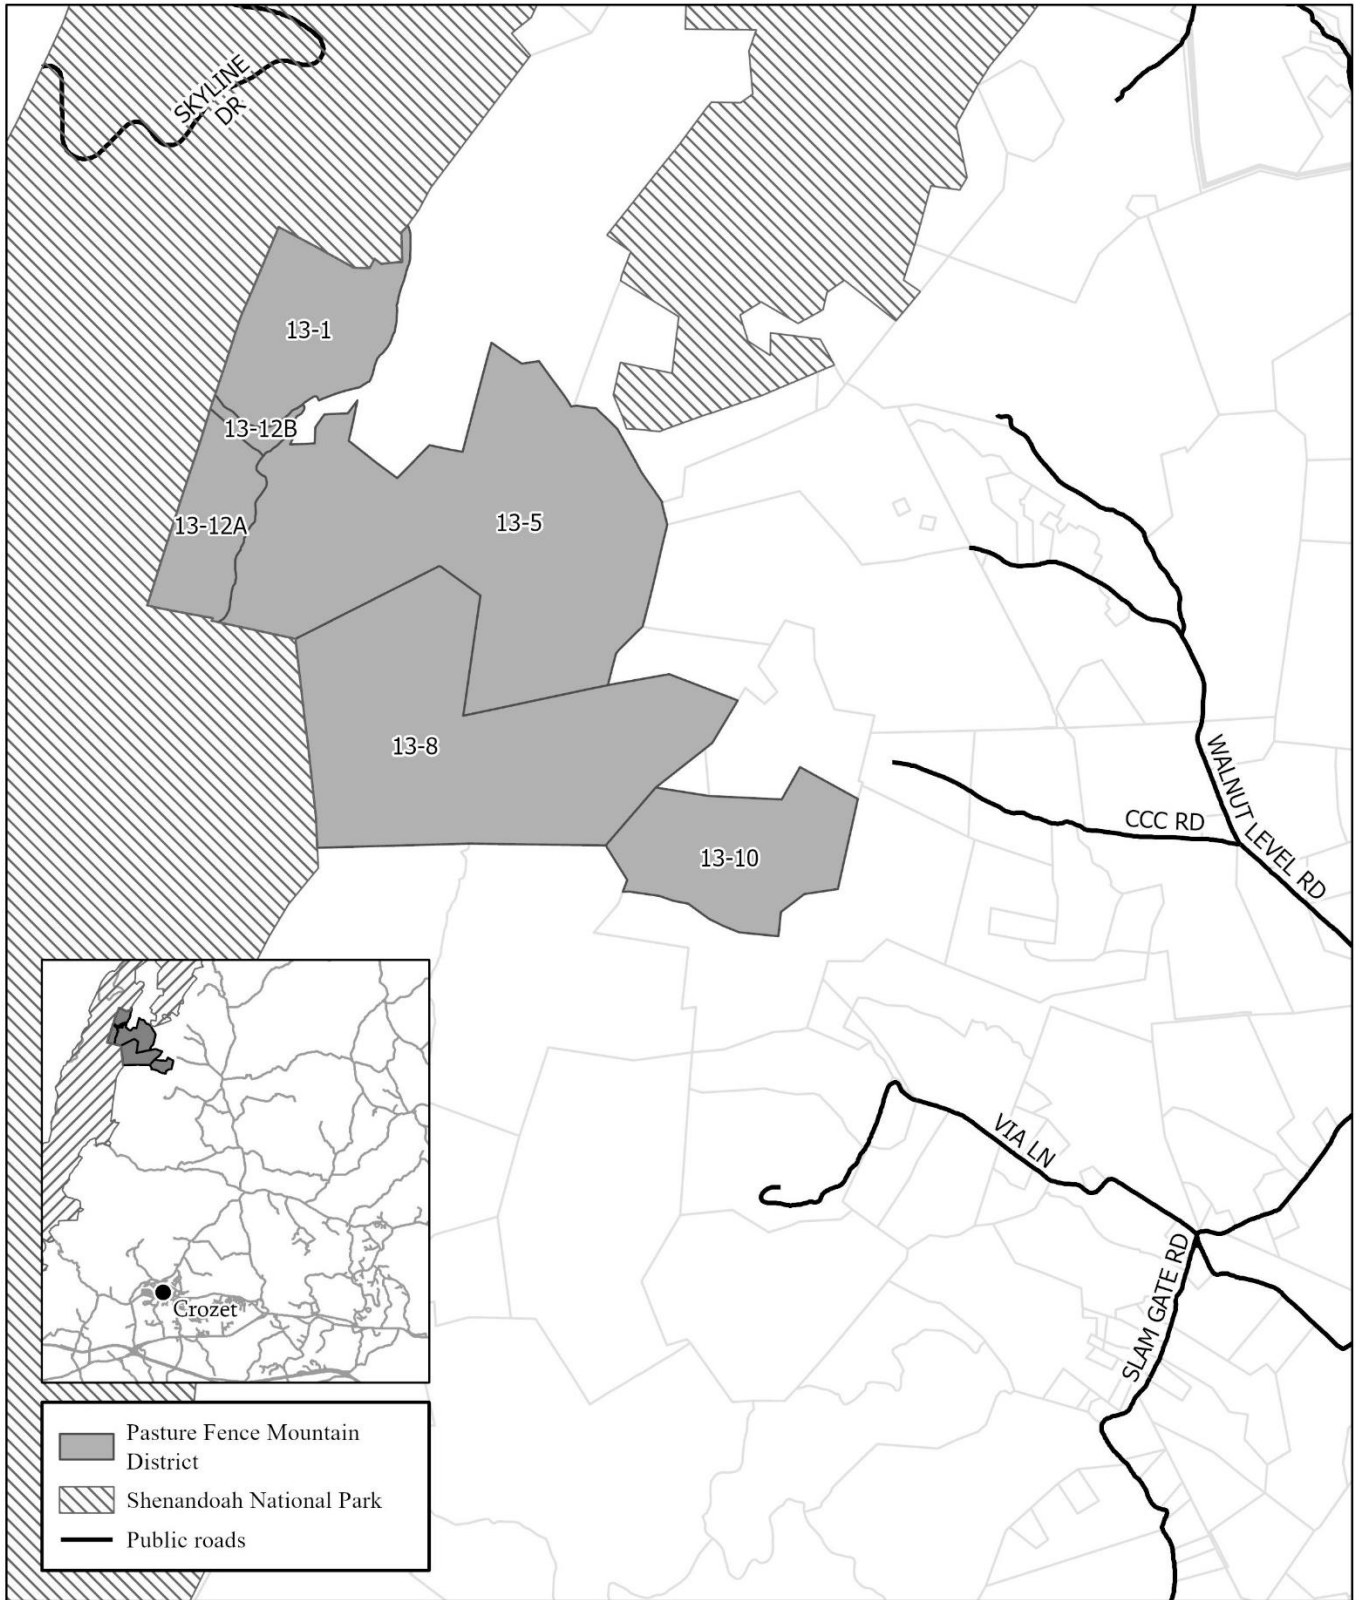 SKYLINE
DR
13-1
13-12B
13-12A
13-5
13-8
13-10
WALNUT LEVEL RD
CCC RD
VIA LN
SLAM GATE RD
Crozet
Pasture Fence Mountain
District
Shenandoah National Park
Public roads